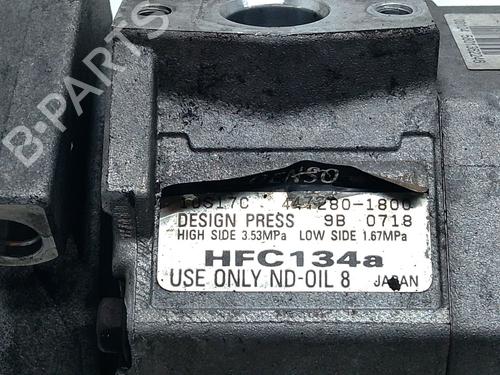 B-PARTS
DENSO
10S17C 447280-1800
DESIGN PRESS 9B 0718
HIGH SIDE 3.53MPa LOW SIDE 1.67MPa
HFC134a
USE ONLY ND-OIL 8 JAPAN